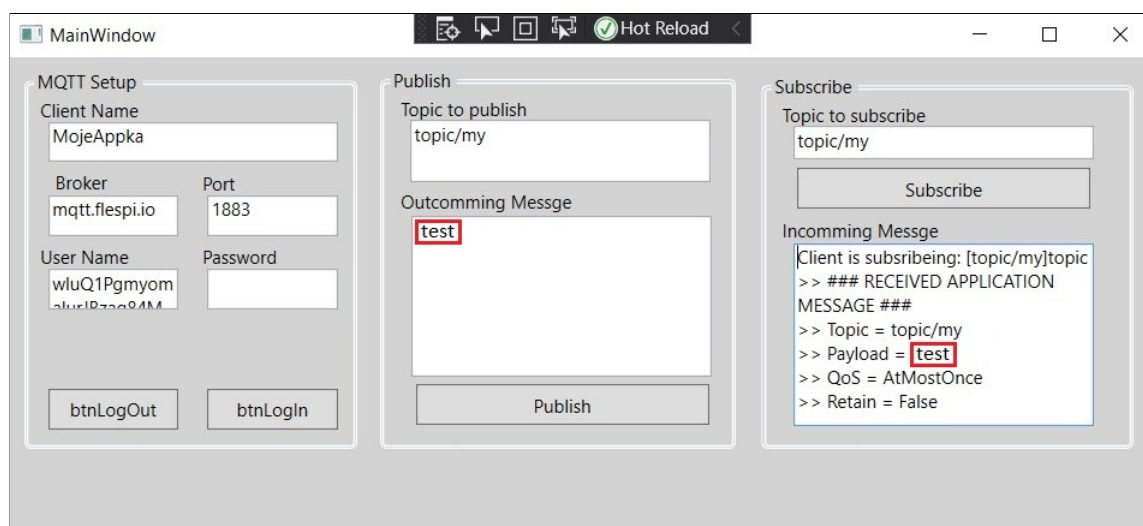 MainWindow
Hot Reload
MQTT Setup
Client Name
MojeAppka
Broker
Port
mqtt.flespi.io
1883
User Name
Password
wluQ1Pgmyom
btnLogOut
btnLogIn
Publish
Topic to publish
topic/my
Outcomming Messge
test
Publish
Subscribe
Topic to subscribe
topic/my
Subscribe
Incomming Messge
Client is subsribeing: [topic/my]topic
>> ### RECEIVED APPLICATION
MESSAGE ###
>> Topic = topic/my
>> Payload = test
>> QoS = AtMostOnce
>> Retain = False